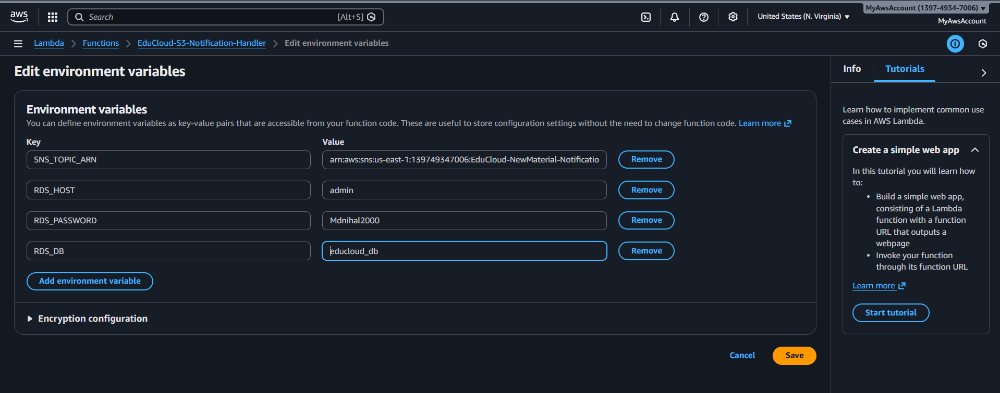 aws
Search
[Alt+S]
United States (N. Virginia)
MyAwsAccount (1397-4934-7006)
MyAwsAccount
Lambda
Functions
EduCloud-S3-Notification-Handler
Edit environment variables
Edit environment variables
Environment variables
You can define environment variables as key-value pairs that are accessible from your function code. These are useful to store configuration settings without the need to change function code. Learn more
Key Value
SNS_TOPIC_ARN arn:aws:sns:us-east-1:139749347006:EduCloud-NewMaterial-Notificatio Remove
RDS_HOST admin Remove
RDS_PASSWORD Mdnihal2000 Remove
RDS_DB educloud_db Remove
Add environment variable
Encryption configuration
Cancel Save
Info Tutorials
Learn how to implement common use
cases in AWS Lambda.
Create a simple web app
In this tutorial you will learn how
to:
• Build a simple web app,
consisting of a Lambda
function with a function
URL that outputs a
webpage
• Invoke your function
through its function URL
Learn more
Start tutorial